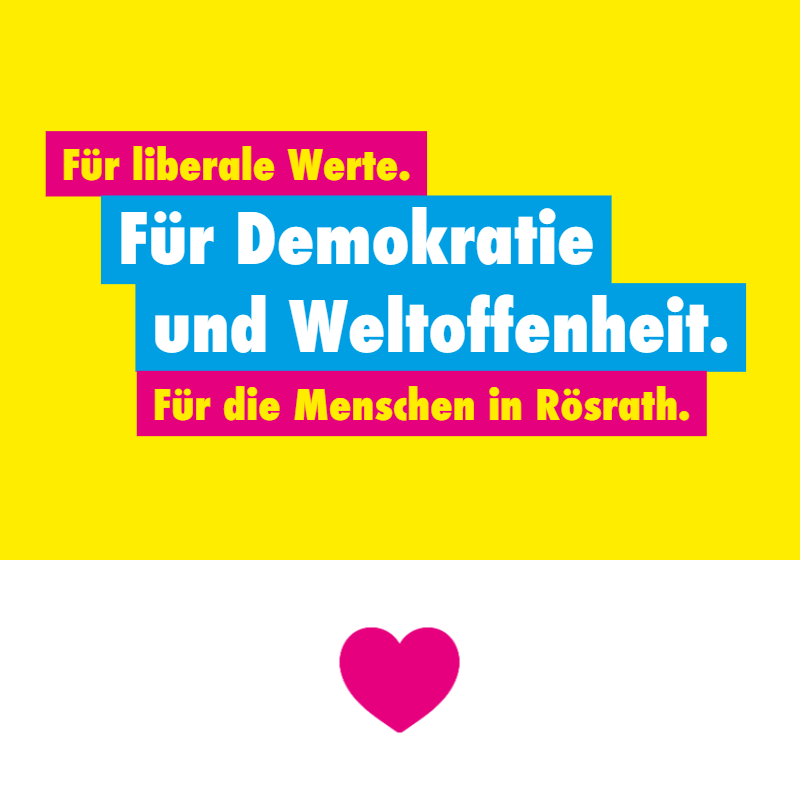 Für liberale Werte.
Für Demokratie
und Weltoffenheit.
Für die Menschen in Rösrath.